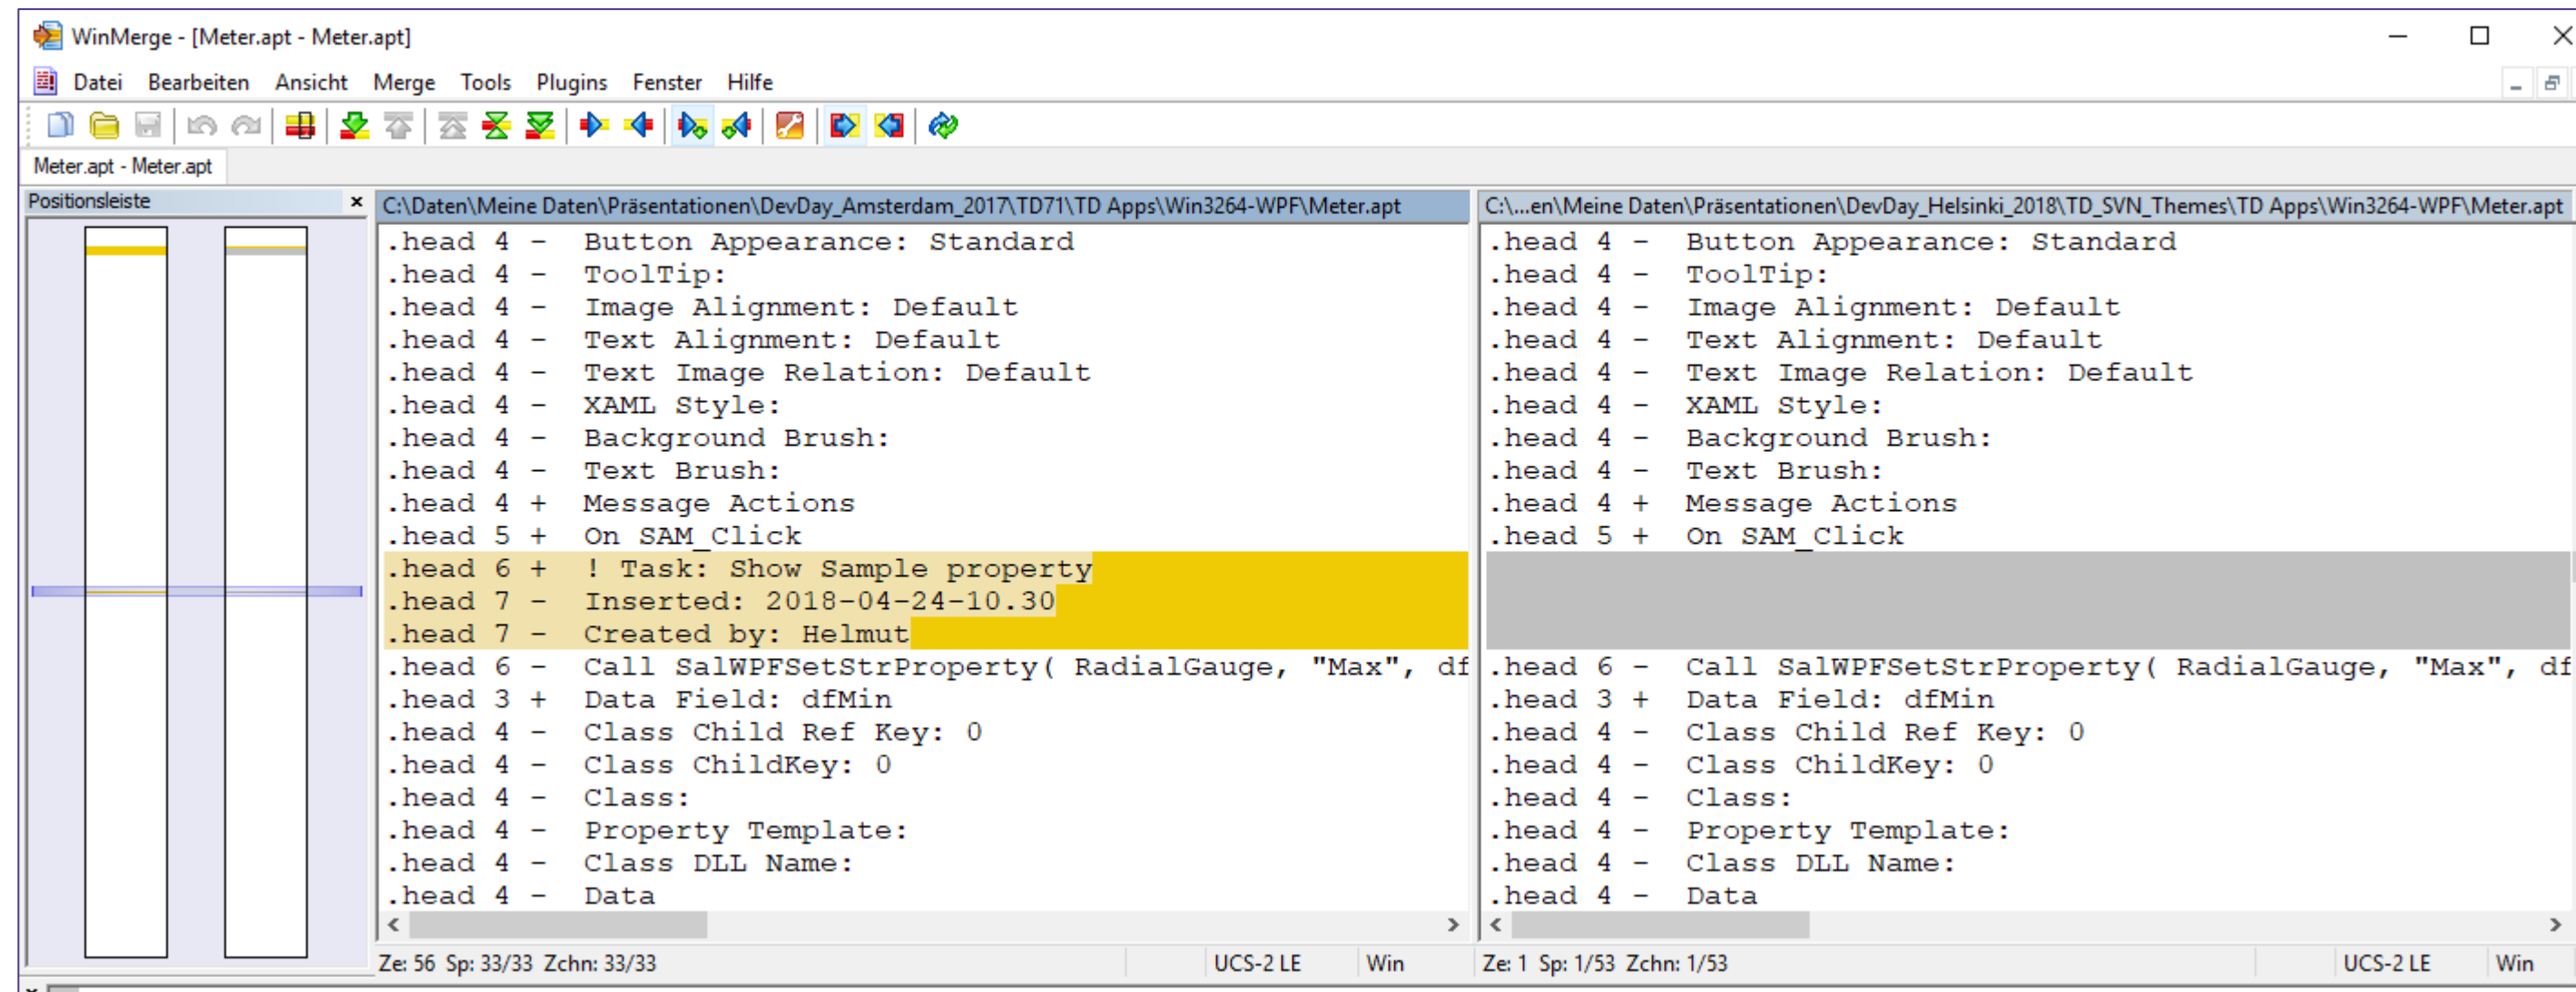 WinMerge - [Meter.apt - Meter.apt]
Datei Bearbeiten Ansicht Merge Tools Plugins Fenster Hilfe
Meter.apt - Meter.apt
Positionsleiste
C:\Daten\Meine Daten\Präsentationen\DevDay_Amsterdam_2017\TD71\TD Apps\Win3264-WPF\Meter.apt
.head 4 - Button Appearance: Standard
.head 4 - ToolTip:
.head 4 - Image Alignment: Default
.head 4 - Text Alignment: Default
.head 4 - Text Image Relation: Default
.head 4 - XAML Style:
.head 4 - Background Brush:
.head 4 - Text Brush:
.head 4 + Message Actions
.head 5 + On SAM_Click
.head 6 + ! Task: Show Sample property
.head 7 - Inserted: 2018-04-24-10.30
.head 7 - Created by: Helmut
.head 6 - Call SalWPFSetStrProperty( RadialGauge, "Max", df
.head 3 + Data Field: dfMin
.head 4 - Class Child Ref Key: 0
.head 4 - Class ChildKey: 0
.head 4 - Class:
.head 4 - Property Template:
.head 4 - Class DLL Name:
.head 4 - Data
Ze: 56 Sp: 33/33 Zchn: 33/33 UCS-2 LE Win
C:\...en\Meine Daten\Präsentationen\DevDay_Helsinki_2018\TD_SVN_Themes\TD Apps\Win3264-WPF\Meter.apt
.head 4 - Button Appearance: Standard
.head 4 - ToolTip:
.head 4 - Image Alignment: Default
.head 4 - Text Alignment: Default
.head 4 - Text Image Relation: Default
.head 4 - XAML Style:
.head 4 - Background Brush:
.head 4 - Text Brush:
.head 4 + Message Actions
.head 5 + On SAM_Click
.head 6 - Call SalWPFSetStrProperty( RadialGauge, "Max", df
.head 3 + Data Field: dfMin
.head 4 - Class Child Ref Key: 0
.head 4 - Class ChildKey: 0
.head 4 - Class:
.head 4 - Property Template:
.head 4 - Class DLL Name:
.head 4 - Data
Ze: 1 Sp: 1/53 Zchn: 1/53 UCS-2 LE Win